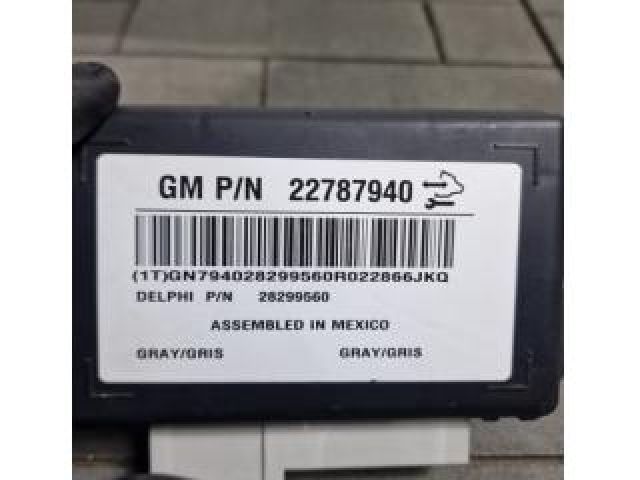 GM P/N 22787940
(1T)GN794028299560R022866JKQ
DELPHI P/N 28299560
ASSEMBLED IN MEXICO
GRAY/GRIS GRAY/GRIS